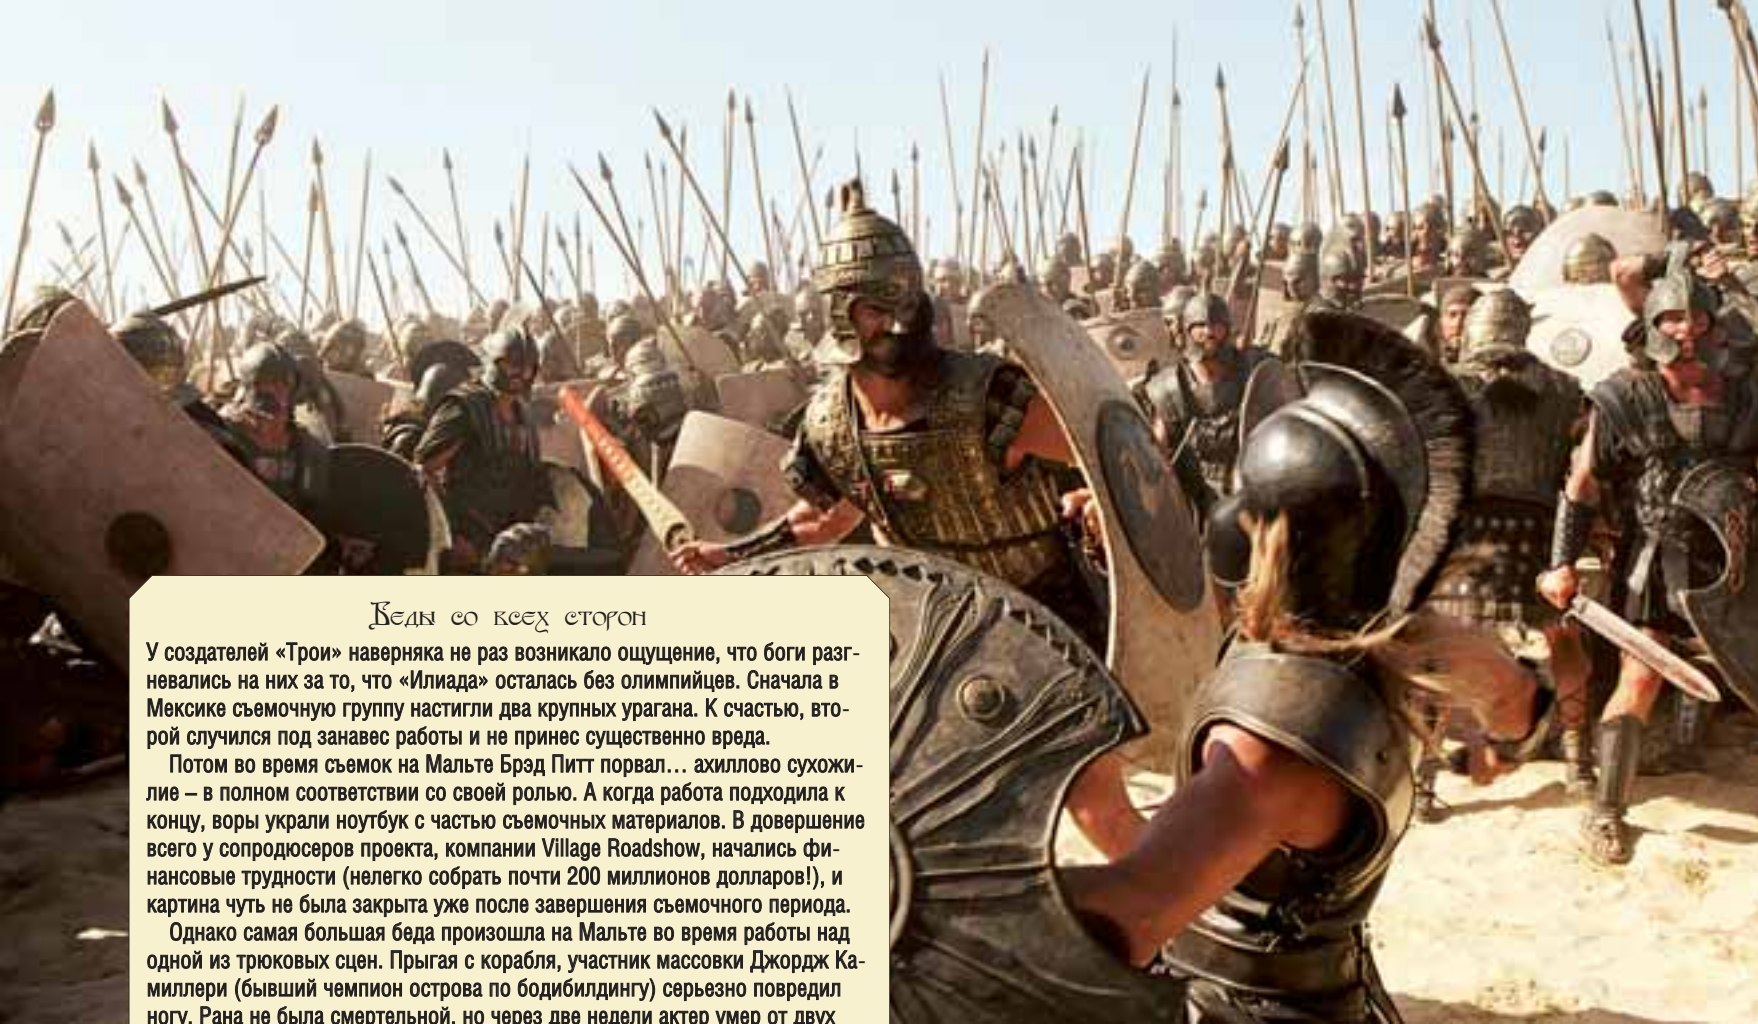 Беды со всех сторон
У создателей «Трои» наверняка не раз возникало ощущение, что боги разг-
невались на них за то, что «Илиада» осталась без олимпийцев. Сначала в
Мексике съемочную группу настигли два крупных урагана. К счастью, вто-
рой случился под занавес работы и не принес существенно вреда.
Потом во время съемок на Мальте Брэд Питт порвал… ахиллово сухожи-
лие – в полном соответствии со своей ролью. А когда работа подходила к
концу, воры украли ноутбук с частью съемочных материалов. В довершение
всего у сопродюсеров проекта, компании Village Roadshow, начались фи-
нансовые трудности (нелегко собрать почти 200 миллионов долларов!), и
картина чуть не была закрыта уже после завершения съемочного периода.
Однако самая большая беда произошла на Мальте во время работы над
одной из трюковых сцен. Прыгая с корабля, участник массовки Джордж Ка-
миллери (бывший чемпион острова по бодибилдингу) серьезно повредил
ногу. Рана не была смертельной, но через две недели актер умер от двух